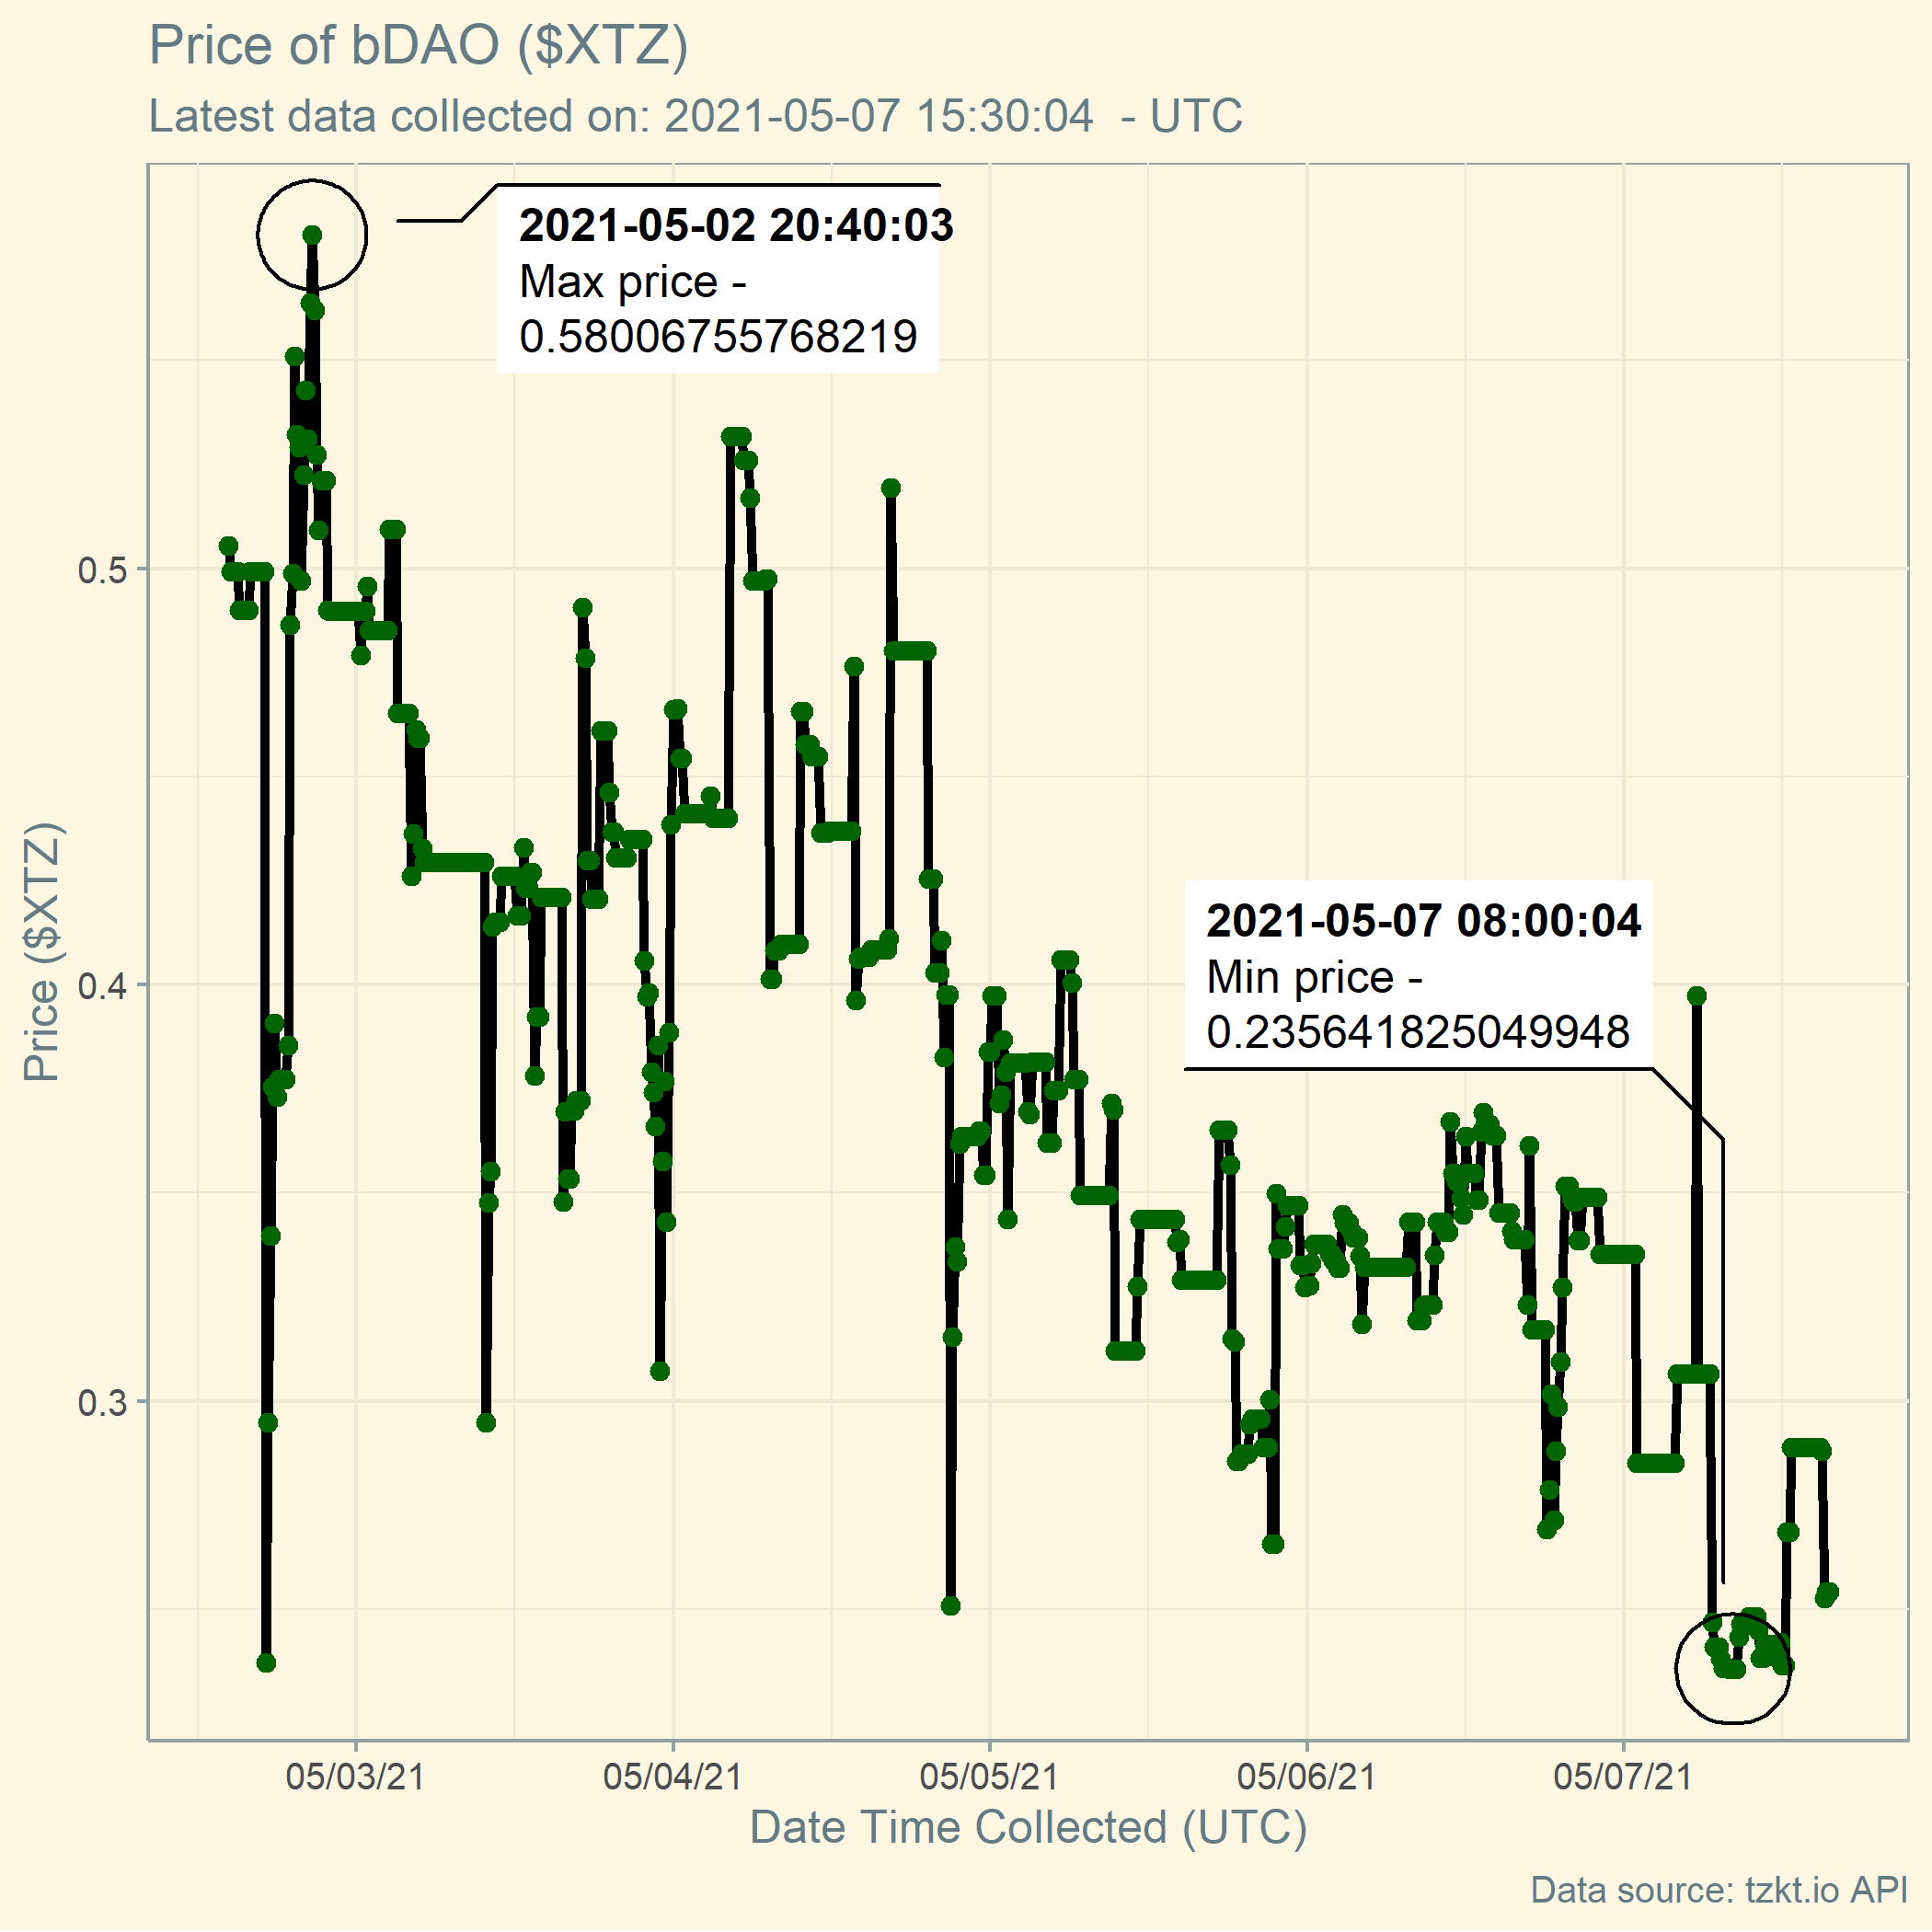 Price of bDAO ($XTZ)
Latest data collected on: 2021-05-07 15:30:04  - UTC
2021-05-02 20:40:03
Max price -
0.58006755768219
2021-05-07 08:00:04
Min price -
0.235641825049948
Price ($XTZ)
0.5
0.4
0.3
05/03/21
05/04/21
05/05/21
05/06/21
05/07/21
Date Time Collected (UTC)
Data source: tzkt.io API